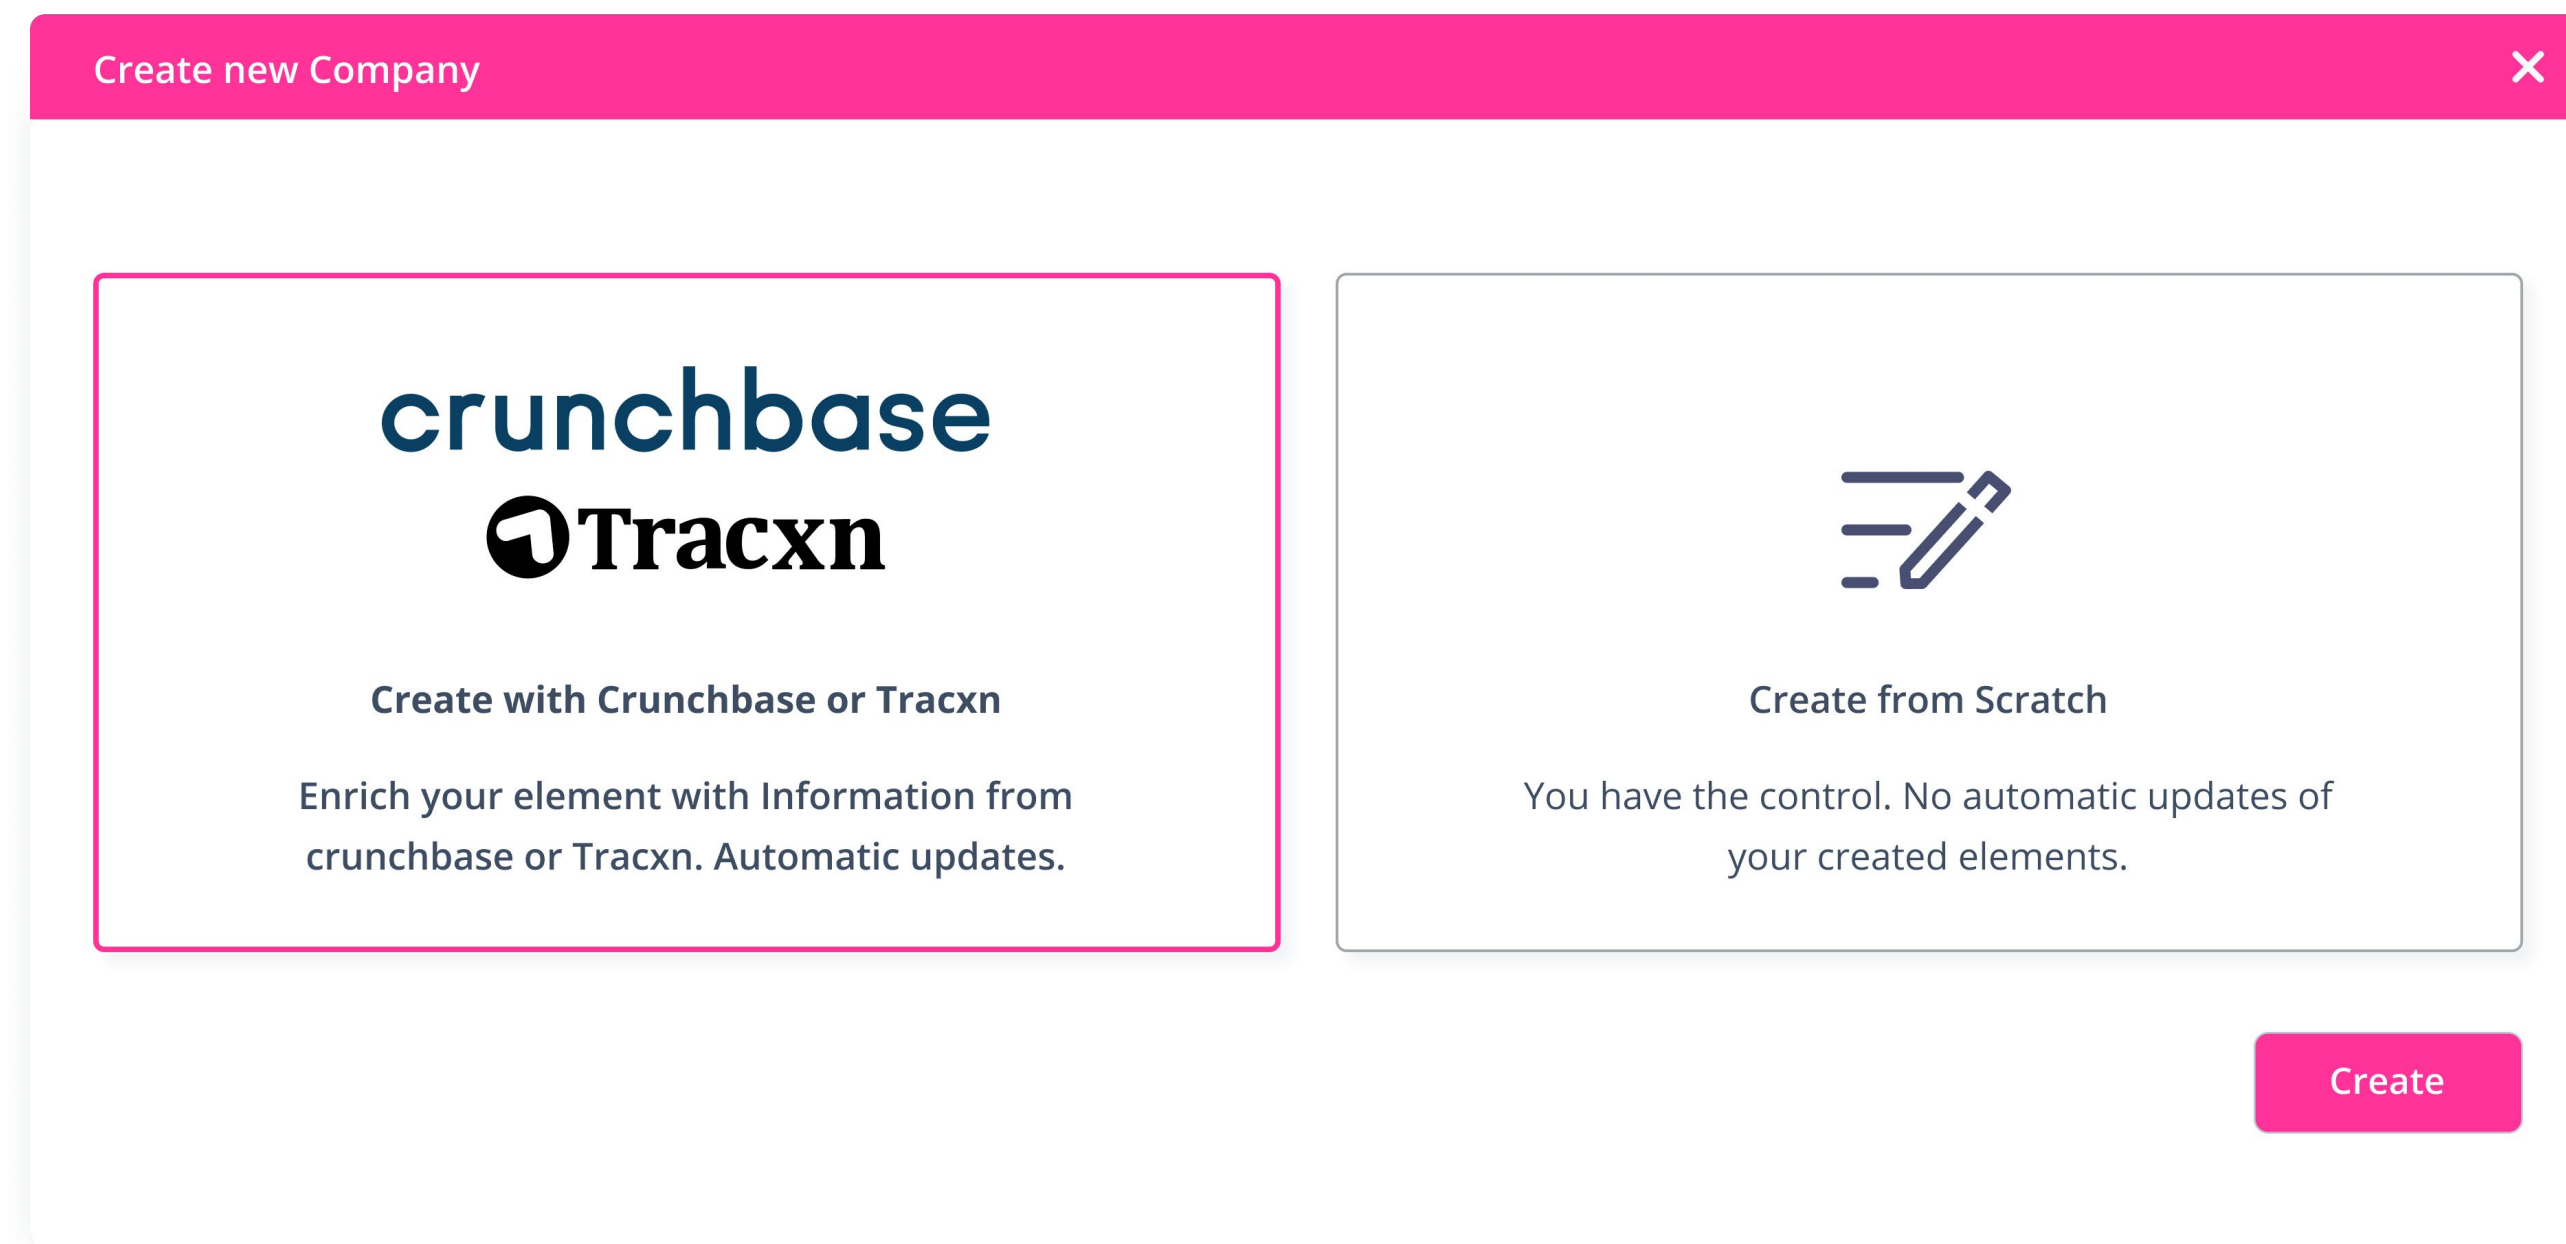 Create new Company
crunchbase
Tracxn
Create with Crunchbase or Tracxn
Enrich your element with Information from
crunchbase or Tracxn. Automatic updates.
Create from Scratch
You have the control. No automatic updates of
your created elements.
Create